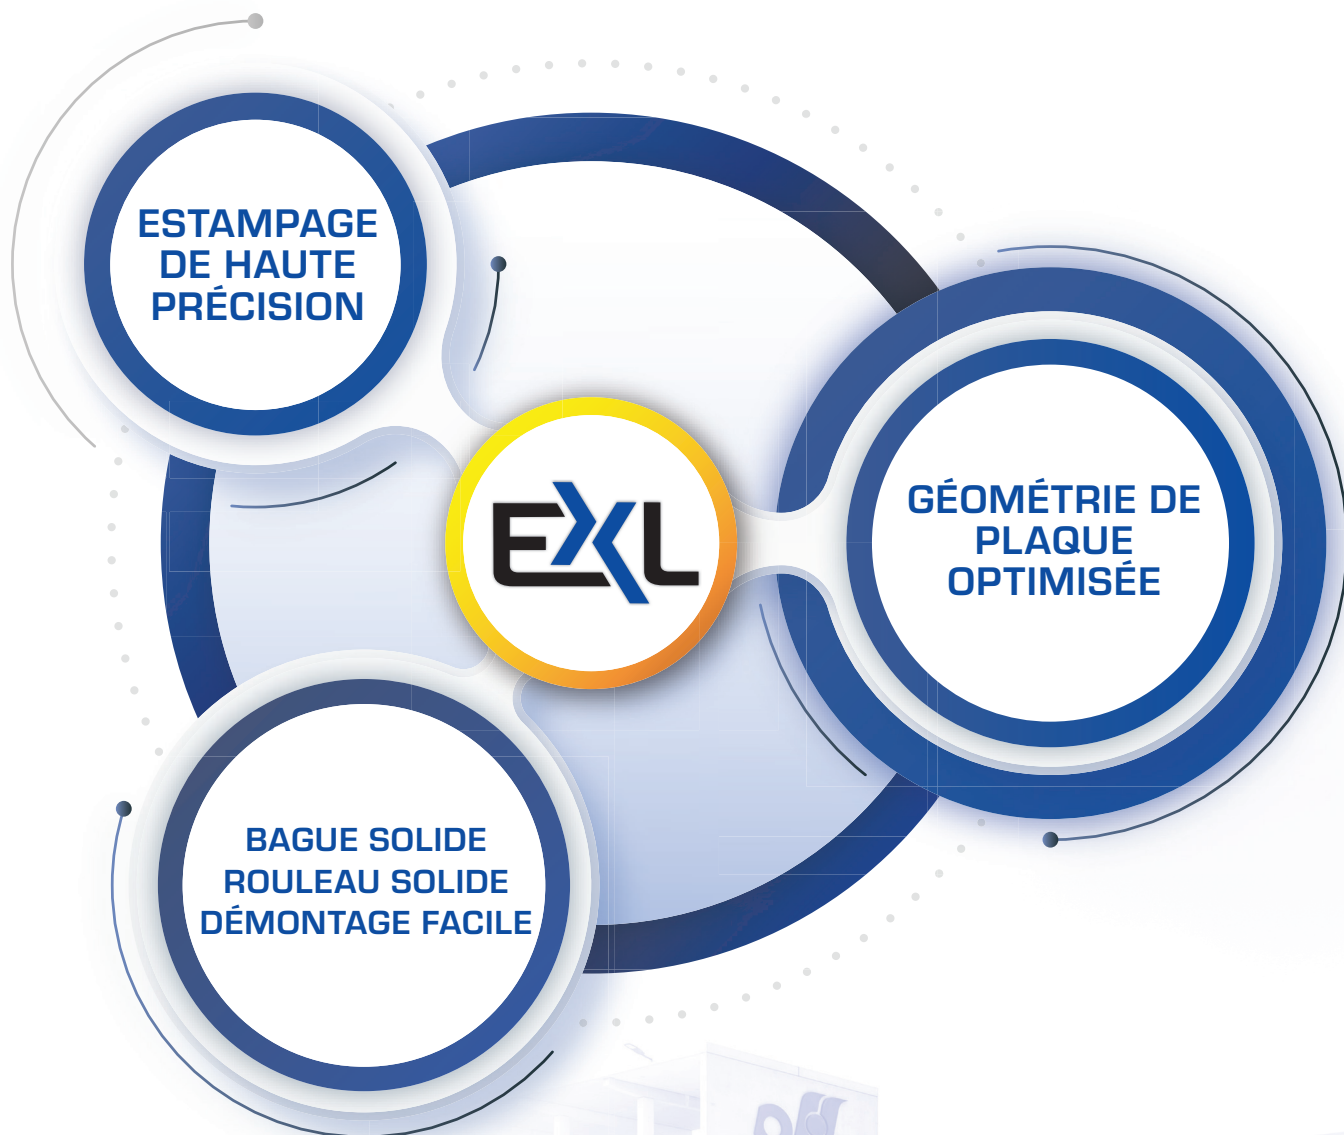 ESTAMPAGE
DE HAUTE
PRÉCISION
EXL
GÉOMÉTRIE DE
PLAQUE
OPTIMISÉE
BAGUE SOLIDE
ROULEAU SOLIDE
DÉMONTAGE FACILE